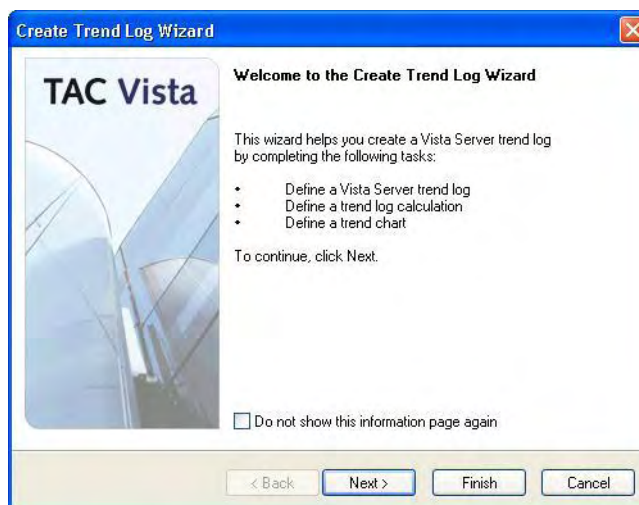 Create Trend Log Wizard
TAC Vista
Welcome to the Create Trend Log Wizard
This wizard helps you create a Vista Server trend log
by completing the following tasks:
• Define a Vista Server trend log
• Define a trend log calculation
• Define a trend chart
To continue, click Next.
Do not show this information page again
< Back
Next >
Finish
Cancel